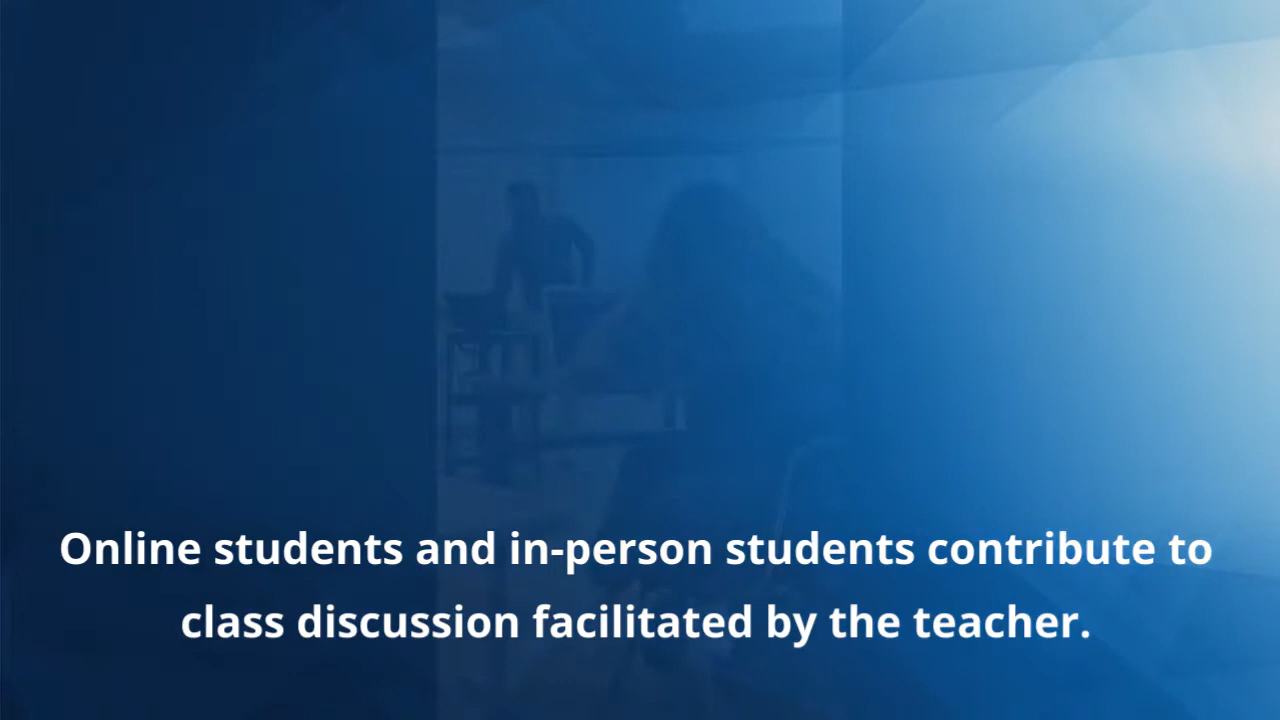 Online students and in-person students contribute to
class discussion facilitated by the teacher.